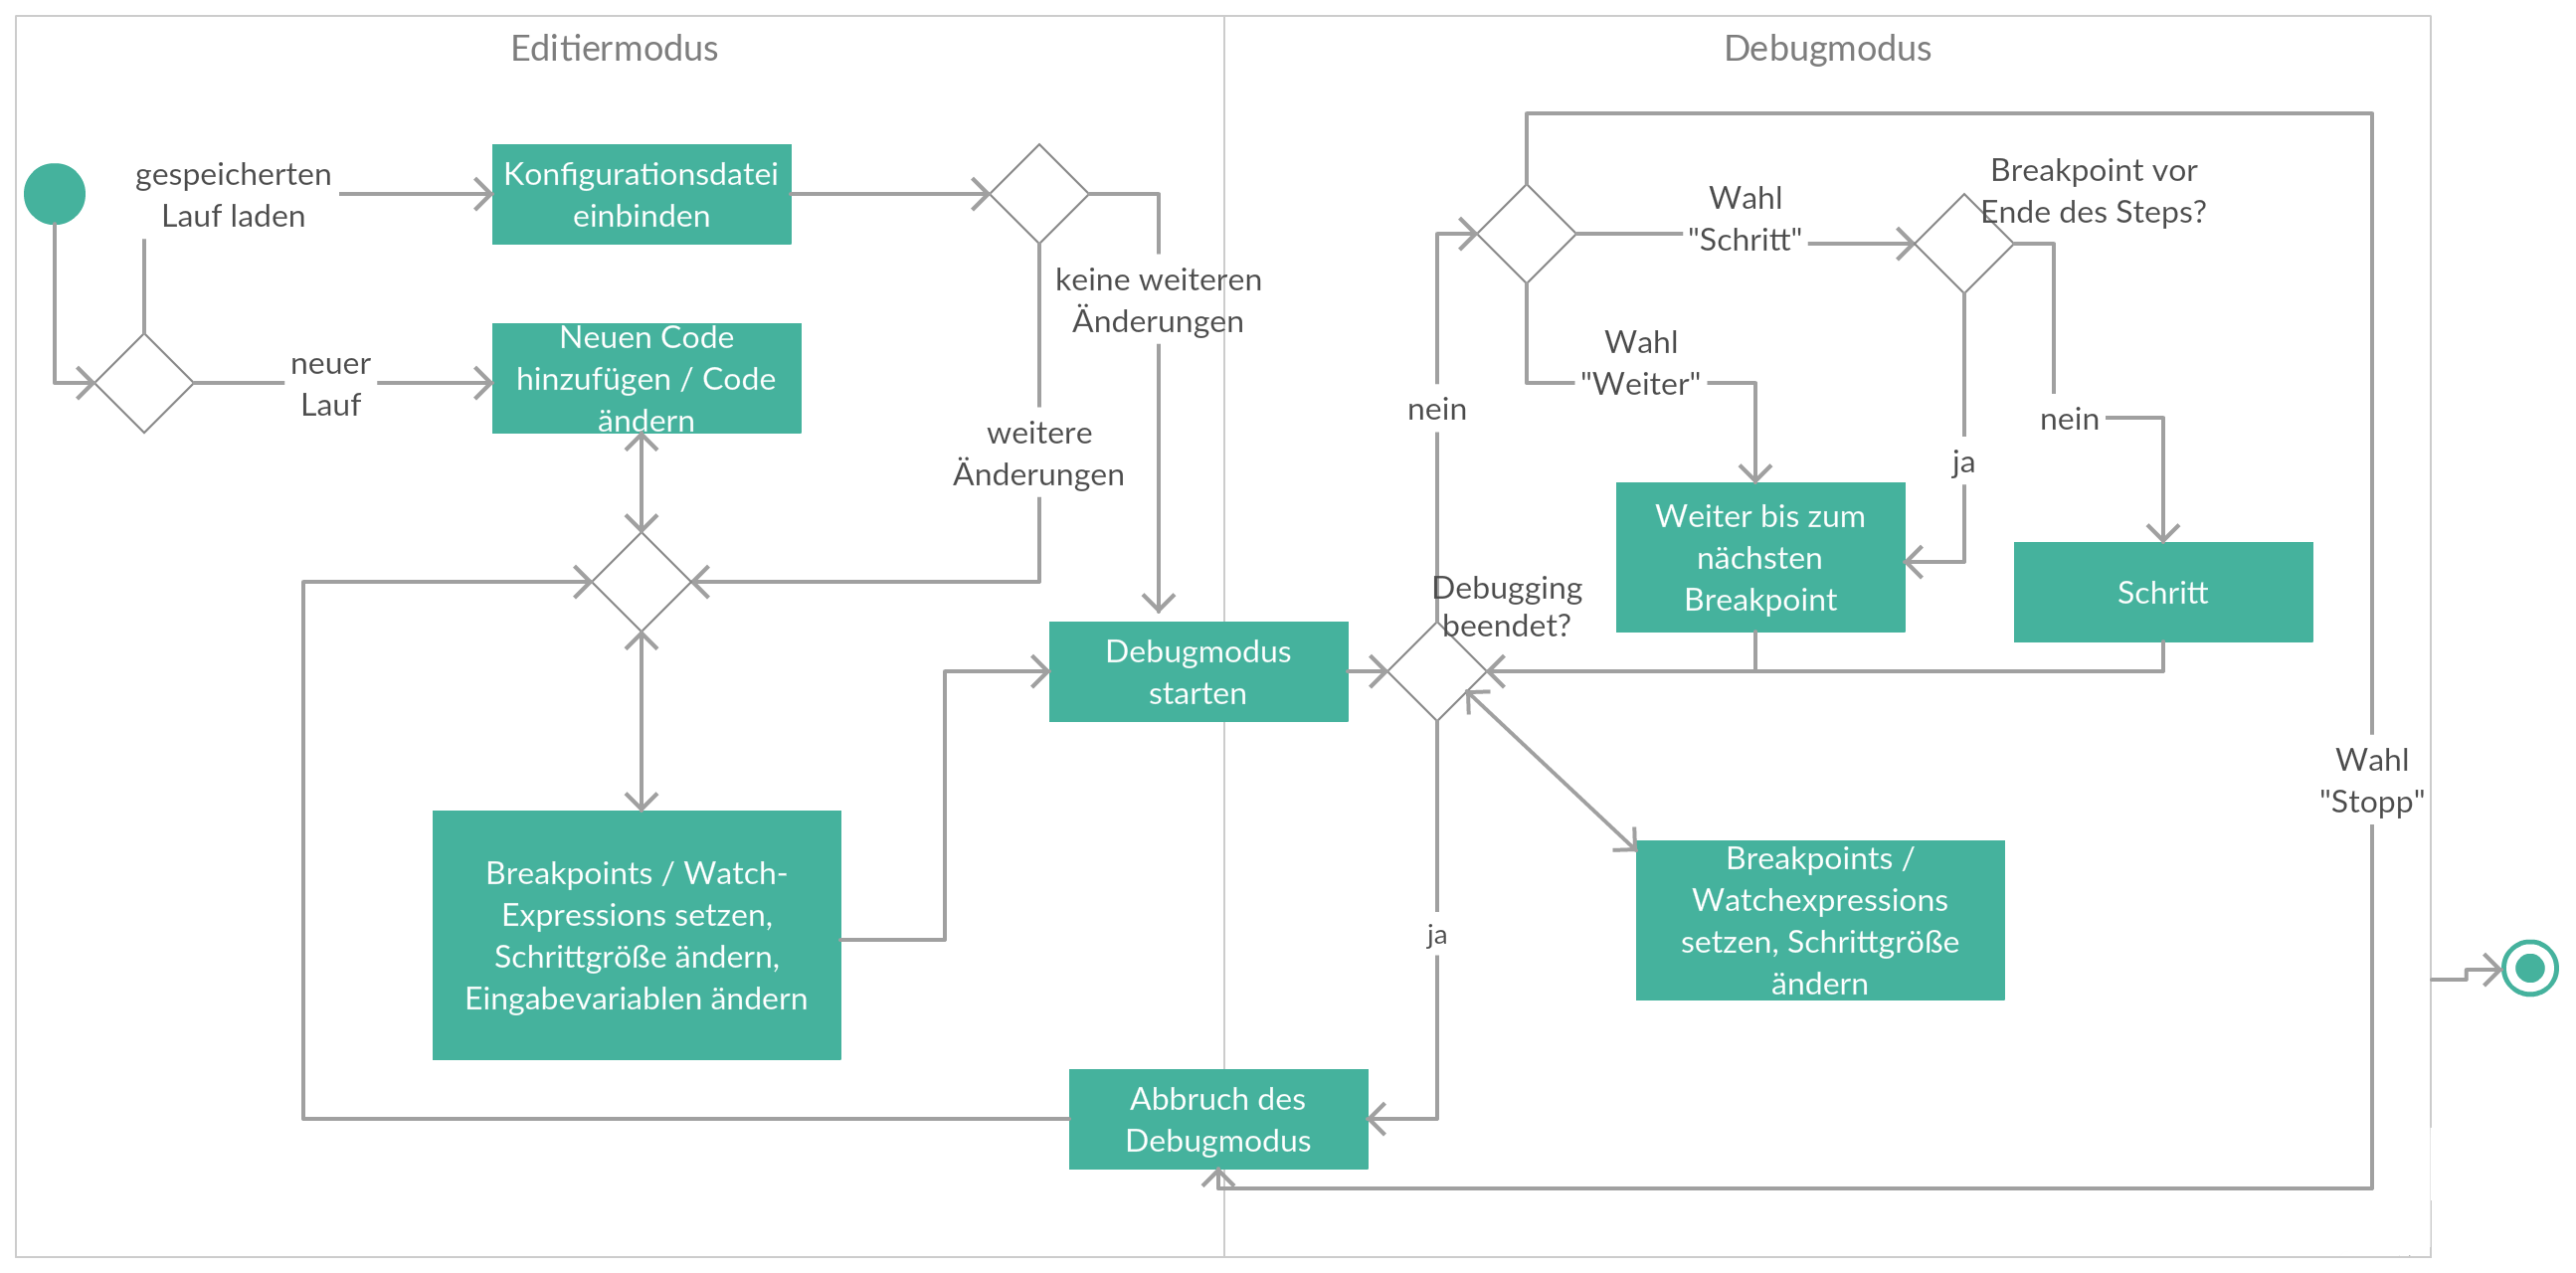 Editiermodus
gespeicherten
Lauf laden
Konfigurationsdatei
einbinden
neuer
Lauf
Neuen Code
hinzufügen / Code
ändern
keine weiteren
Änderungen
weitere
Änderungen
Breakpoints / Watch-
Expressions setzen,
Schrittgröße ändern,
Eingabevariablen ändern
Debugmodus
starten
Abbruch des
Debugmodus
Debugmodus
Wahl
"Schritt"
Breakpoint vor
Ende des Steps?
Wahl
"Weiter"
nein
nein
ja
Weiter bis zum
nächsten
Breakpoint
Schritt
Debugging
beendet?
Wahl
"Stopp"
ja
Breakpoints /
Watchexpressions
setzen, Schrittgröße
ändern